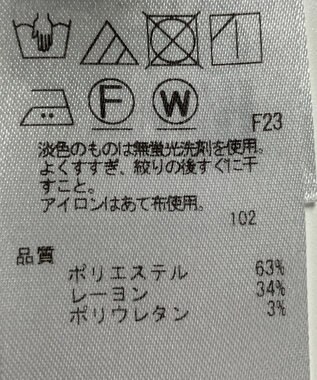 F W
F23
淡色のものは無蛍光洗剤を使用。
よくすすぎ、絞りの後すぐに干
すこと。
アイロンはあて布使用。
102
品質
ポリエステル 63%
レーヨン 34%
ポリウレタン 3%